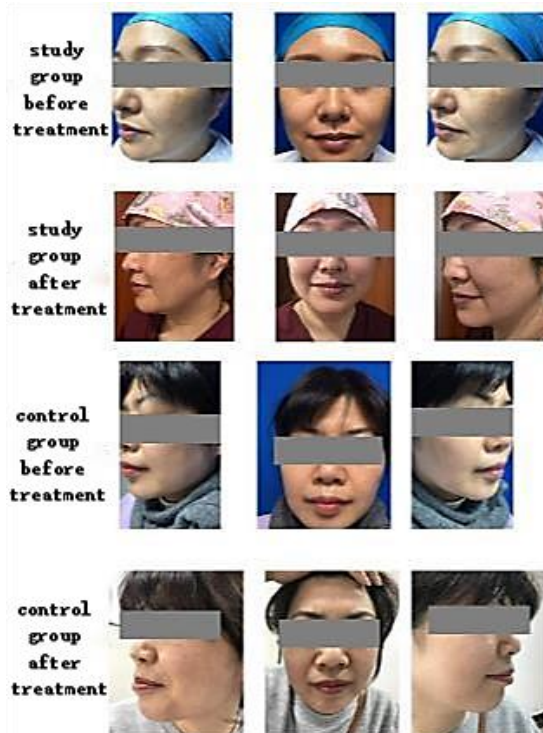 study
group
before
treatment
study
group
after
treatment
control
group
before
treatment
control
group
after
treatment